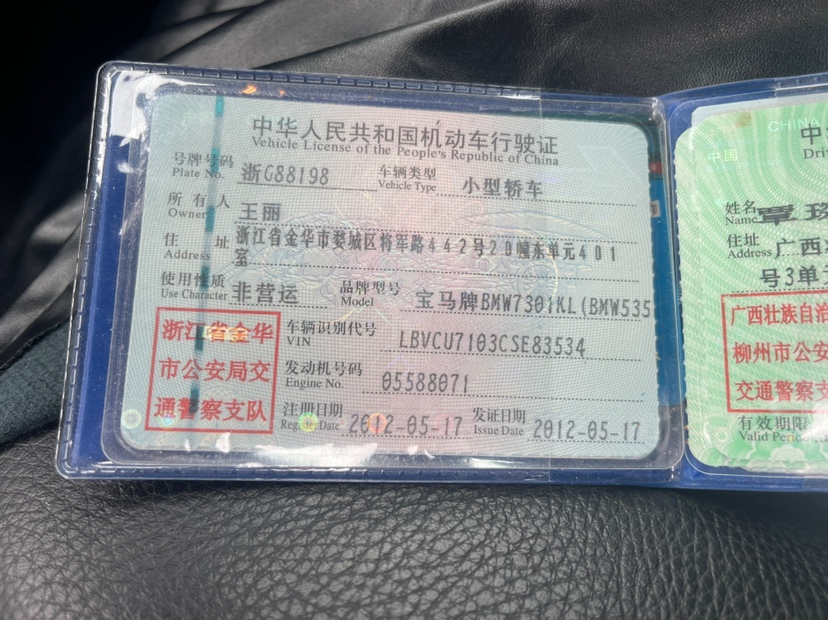 中华人民共和国机动车行驶证
Vehicle License of the People's Republic of China
号牌号码 浙G88198 车辆类型 小型轿车
Plate No. Vehicle Type
所有人 王丽
Owner
住址 浙江省金华市婺城区将军路442号20幢东单元401
Address 室
使用性质 非营运 品牌型号 宝马牌BMW7301KL(BMW535
Use Character Model
浙江省金华
市公安局交
通警察支队
车辆识别代号 LBVCU7103CSE83534
VIN
发动机号码 05588071
Engine No.
注册日期 2012-05-17 发证日期 2012-05-17
Register Date Issue Date
CHINA
中国
中
Dri
姓名 覃
住址 广西
Address
号3单元
广西壮族自治
柳州市公安
交通警察支
有效期限
Valid Period